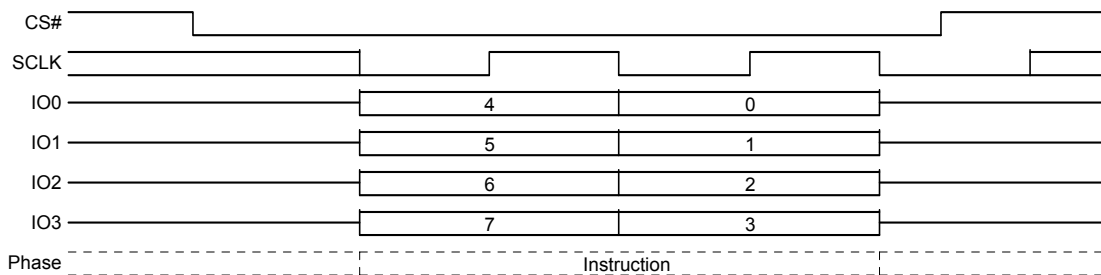 CS#
SCLK
IO0 4 0
IO1 5 1
IO2 6 2
IO3 7 3
Phase Instruction